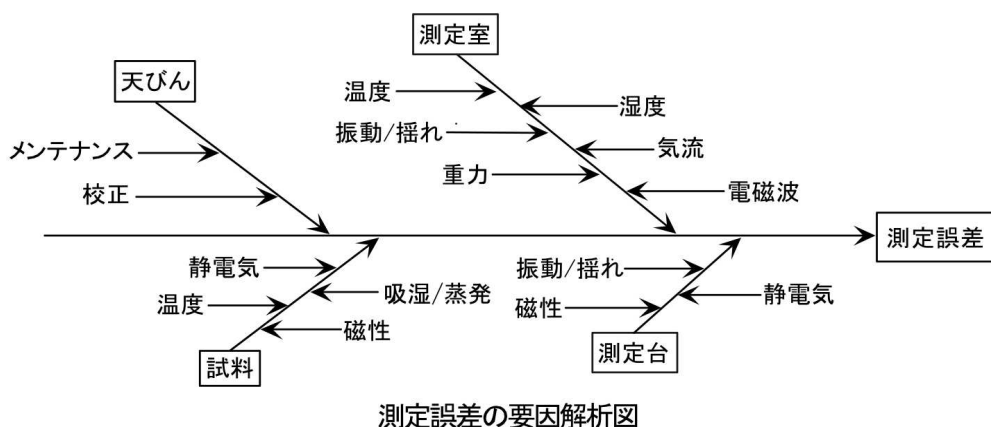 測定室
天びん
温度
湿度
振動/揺れ
メンテナンス
気流
重力
校正
電磁波
測定誤差
静電気
振動/揺れ
吸湿/蒸発
静電気
温度
磁性
磁性
試料
測定台
測定誤差の要因解析図